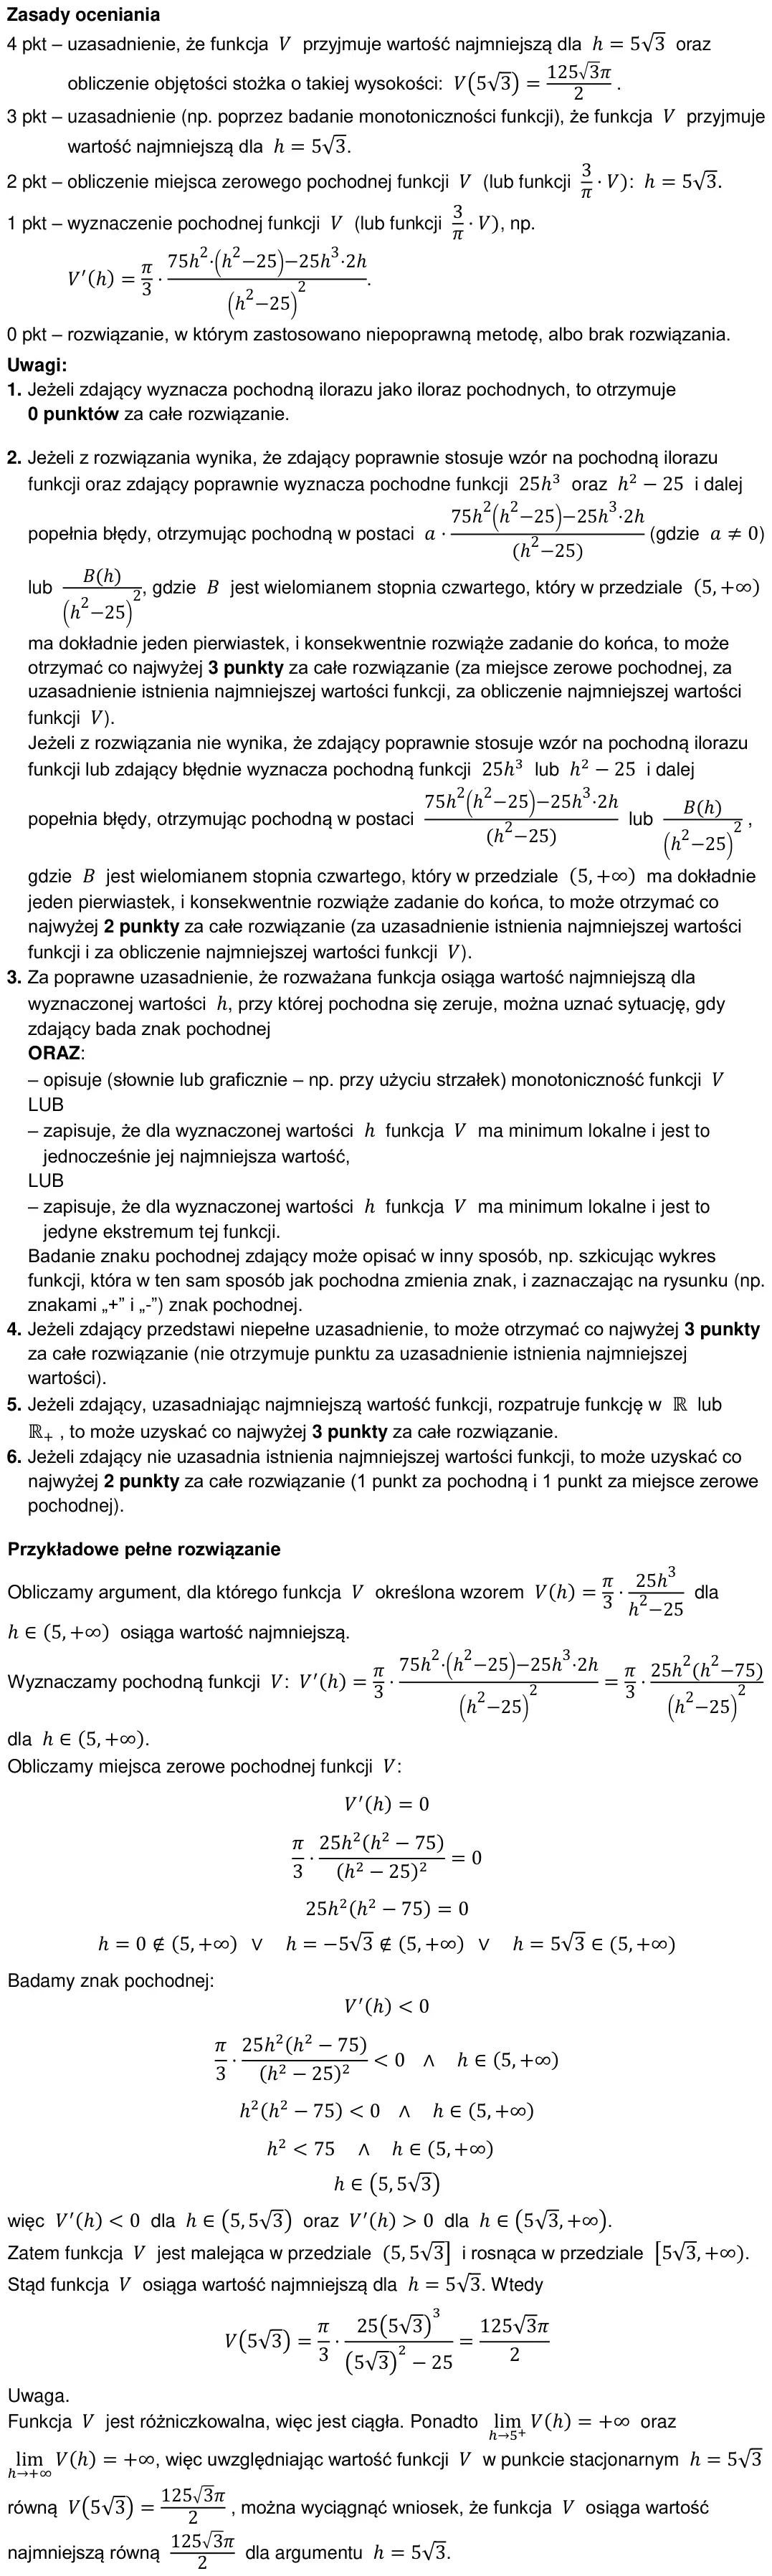 Zasady oceniania
4 pkt – uzasadnienie, że funkcja V przyjmuje wartość najmniejszą dla h = 5√3 oraz
obliczenie objętości stożka o takiej wysokości: V(5√3) = 125√3π/2 .
3 pkt – uzasadnienie (np. poprzez badanie monotoniczności funkcji), że funkcja V przyjmuje
wartość najmniejszą dla h = 5√3.
2 pkt – obliczenie miejsca zerowego pochodnej funkcji V (lub funkcji 3/π · V): h = 5√3.
1 pkt – wyznaczenie pochodnej funkcji V (lub funkcji 3/π · V), np.
V′(h) = π/3 · (75h²·(h²−25)−25h³·2h)/(h²−25)².
0 pkt – rozwiązanie, w którym zastosowano niepoprawną metodę, albo brak rozwiązania.
Uwagi:
1. Jeżeli zdający wyznacza pochodną ilorazu jako iloraz pochodnych, to otrzymuje
0 punktów za całe rozwiązanie.
2. Jeżeli z rozwiązania wynika, że zdający poprawnie stosuje wzór na pochodną ilorazu
funkcji oraz zdający poprawnie wyznacza pochodne funkcji 25h³ oraz h² − 25 i dalej
popełnia błędy, otrzymując pochodną w postaci a · (75h²(h²−25)−25h³·2h)/(h²−25) (gdzie a ≠ 0)
lub B(h)/(h²−25)², gdzie B jest wielomianem stopnia czwartego, który w przedziale (5, +∞)
ma dokładnie jeden pierwiastek, i konsekwentnie rozwiąże zadanie do końca, to może
otrzymać co najwyżej 3 punkty za całe rozwiązanie (za miejsce zerowe pochodnej, za
uzasadnienie istnienia najmniejszej wartości funkcji, za obliczenie najmniejszej wartości
funkcji V).
Jeżeli z rozwiązania nie wynika, że zdający poprawnie stosuje wzór na pochodną ilorazu
funkcji lub zdający błędnie wyznacza pochodną funkcji 25h³ lub h² − 25 i dalej
popełnia błędy, otrzymując pochodną w postaci (75h²(h²−25)−25h³·2h)/(h²−25) lub B(h)/(h²−25)² ,
gdzie B jest wielomianem stopnia czwartego, który w przedziale (5, +∞) ma dokładnie
jeden pierwiastek, i konsekwentnie rozwiąże zadanie do końca, to może otrzymać co
najwyżej 2 punkty za całe rozwiązanie (za uzasadnienie istnienia najmniejszej wartości
funkcji i za obliczenie najmniejszej wartości funkcji V).
3. Za poprawne uzasadnienie, że rozważana funkcja osiąga wartość najmniejszą dla
wyznaczonej wartości h, przy której pochodna się zeruje, można uznać sytuację, gdy
zdający bada znak pochodnej
ORAZ:
– opisuje (słownie lub graficznie – np. przy użyciu strzałek) monotoniczność funkcji V
LUB
– zapisuje, że dla wyznaczonej wartości h funkcja V ma minimum lokalne i jest to
jednocześnie jej najmniejsza wartość,
LUB
– zapisuje, że dla wyznaczonej wartości h funkcja V ma minimum lokalne i jest to
jedyne ekstremum tej funkcji.
Badanie znaku pochodnej zdający może opisać w inny sposób, np. szkicując wykres
funkcji, która w ten sam sposób jak pochodna zmienia znak, i zaznaczając na rysunku (np.
znakami „+” i „-”) znak pochodnej.
4. Jeżeli zdający przedstawi niepełne uzasadnienie, to może otrzymać co najwyżej 3 punkty
za całe rozwiązanie (nie otrzymuje punktu za uzasadnienie istnienia najmniejszej
wartości).
5. Jeżeli zdający, uzasadniając najmniejszą wartość funkcji, rozpatruje funkcję w ℝ lub
ℝ₊ , to może uzyskać co najwyżej 3 punkty za całe rozwiązanie.
6. Jeżeli zdający nie uzasadnia istnienia najmniejszej wartości funkcji, to może uzyskać co
najwyżej 2 punkty za całe rozwiązanie (1 punkt za pochodną i 1 punkt za miejsce zerowe
pochodnej).
Przykładowe pełne rozwiązanie
Obliczamy argument, dla którego funkcja V określona wzorem V(h) = π/3 · 25h³/(h²−25) dla
h ∈ (5, +∞) osiąga wartość najmniejszą.
Wyznaczamy pochodną funkcji V: V′(h) = π/3 · (75h²·(h²−25)−25h³·2h)/(h²−25)² = π/3 · 25h²(h²−75)/(h²−25)²
dla h ∈ (5, +∞).
Obliczamy miejsca zerowe pochodnej funkcji V:
V′(h) = 0
π/3 · 25h²(h² − 75)/(h² − 25)² = 0
25h²(h² − 75) = 0
h = 0 ∉ (5, +∞) ∨ h = −5√3 ∉ (5, +∞) ∨ h = 5√3 ∈ (5, +∞)
Badamy znak pochodnej:
V′(h) < 0
π/3 · 25h²(h² − 75)/(h² − 25)² < 0 ∧ h ∈ (5, +∞)
h²(h² − 75) < 0 ∧ h ∈ (5, +∞)
h² < 75 ∧ h ∈ (5, +∞)
h ∈ (5, 5√3)
więc V′(h) < 0 dla h ∈ (5, 5√3) oraz V′(h) > 0 dla h ∈ (5√3, +∞).
Zatem funkcja V jest malejąca w przedziale (5, 5√3] i rosnąca w przedziale [5√3, +∞).
Stąd funkcja V osiąga wartość najmniejszą dla h = 5√3. Wtedy
V(5√3) = π/3 · 25(5√3)³/((5√3)² − 25) = 125√3π/2
Uwaga.
Funkcja V jest różniczkowalna, więc jest ciągła. Ponadto lim h→5⁺ V(h) = +∞ oraz
lim h→+∞ V(h) = +∞, więc uwzględniając wartość funkcji V w punkcie stacjonarnym h = 5√3
równą V(5√3) = 125√3π/2 , można wyciągnąć wniosek, że funkcja V osiąga wartość
najmniejszą równą 125√3π/2 dla argumentu h = 5√3.